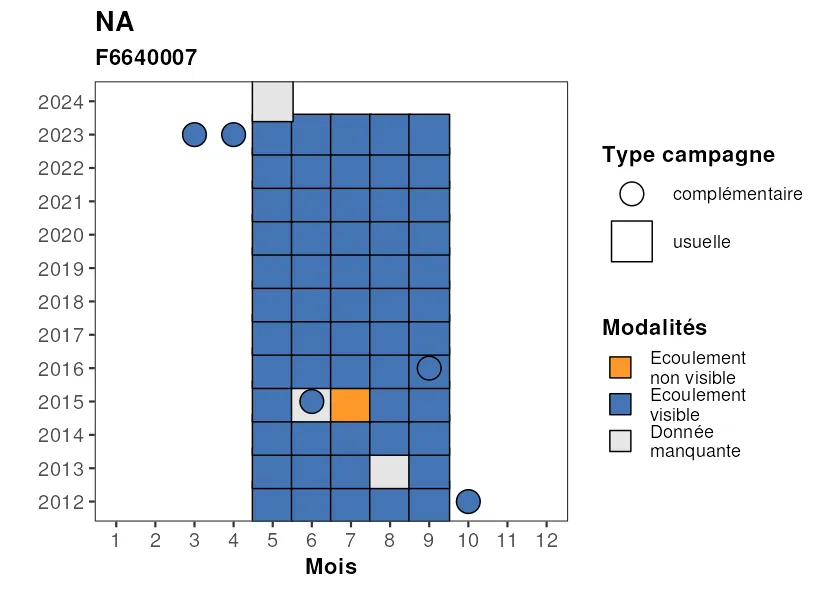 NA
F6640007
2024
2023
2022
2021
2020
2019
2018
2017
2016
2015
2014
2013
2012
1 2 3 4 5 6 7 8 9 10 11 12
Mois
Type campagne
complémentaire
usuelle
Modalités
Ecoulement
non visible
Ecoulement
visible
Donnée
manquante